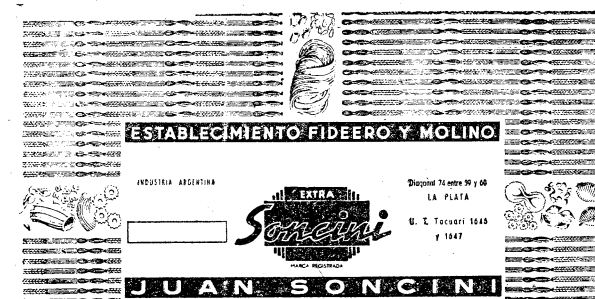 ESTABLECIMIENTO FIDEERO Y MOLINO
INDUSTRIA ARGENTINA
EXTRA
Soncini
MARCA REGISTRADA
Diagonal 74 entre 59 y 60
LA PLATA
U. T. Tacuarí 1646
y 1647
JUAN SONCINI